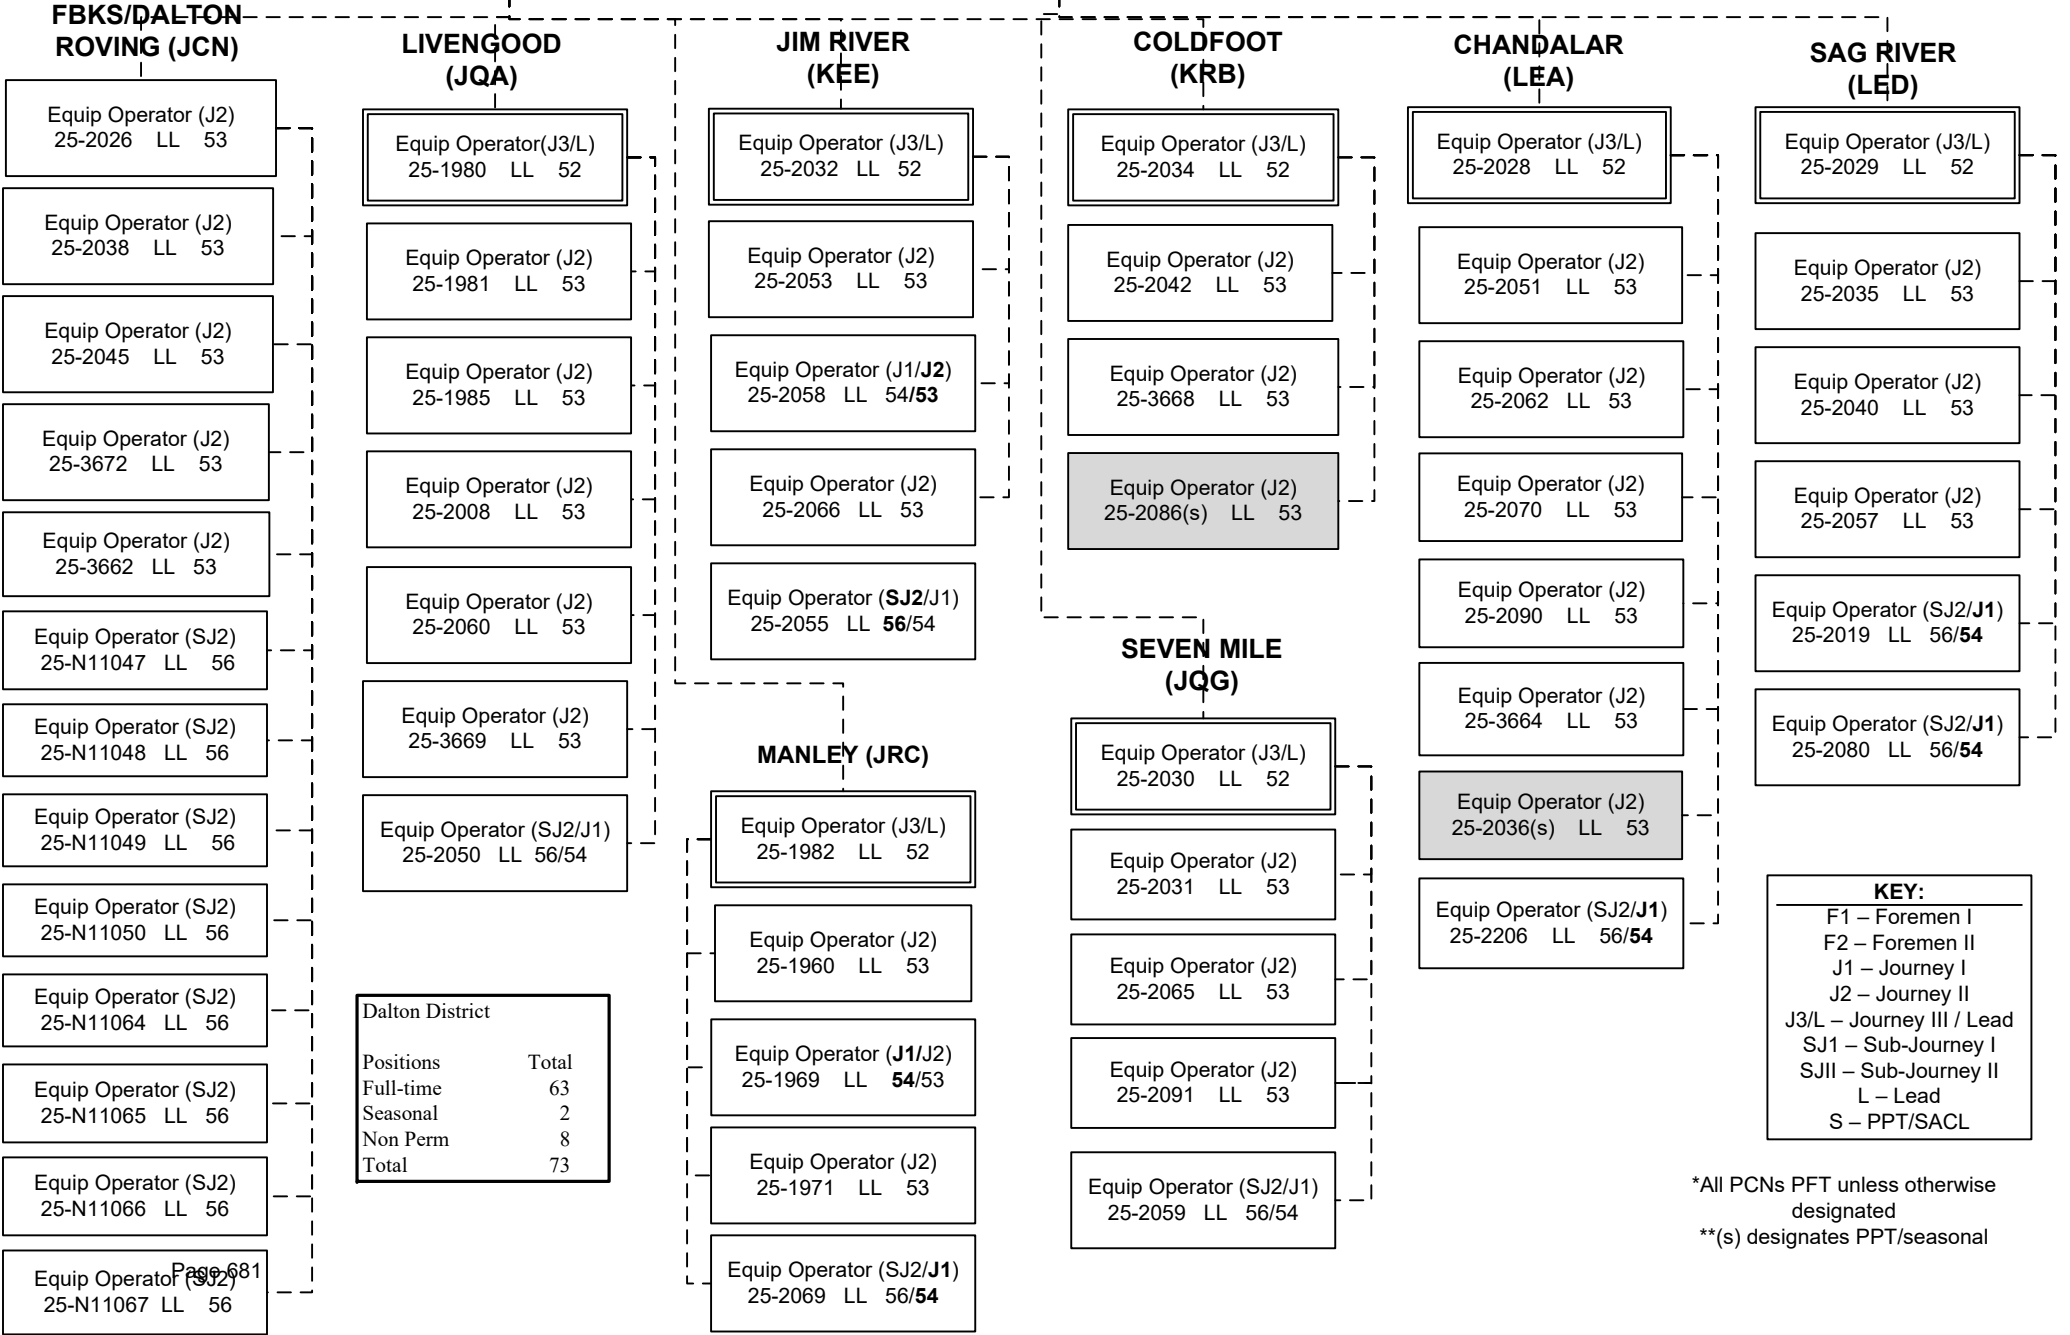 FBKS/DALTON
ROVING (JCN)
Equip Operator (J2)
25-2026 LL 53
Equip Operator (J2)
25-2038 LL 53
Equip Operator (J2)
25-2045 LL 53
Equip Operator (J2)
25-3672 LL 53
Equip Operator (J2)
25-3662 LL 53
Equip Operator (SJ2)
25-N11047 LL 56
Equip Operator (SJ2)
25-N11048 LL 56
Equip Operator (SJ2)
25-N11049 LL 56
Equip Operator (SJ2)
25-N11050 LL 56
Equip Operator (SJ2)
25-N11064 LL 56
Equip Operator (SJ2)
25-N11065 LL 56
Equip Operator (SJ2)
25-N11066 LL 56
Page 681
Equip Operator (SJ2)
25-N11067 LL 56
LIVENGOOD
(JQA)
Equip Operator(J3/L)
25-1980 LL 52
Equip Operator (J2)
25-1981 LL 53
Equip Operator (J2)
25-1985 LL 53
Equip Operator (J2)
25-2008 LL 53
Equip Operator (J2)
25-2060 LL 53
Equip Operator (J2)
25-3669 LL 53
Equip Operator (SJ2/J1)
25-2050 LL 56/54
Dalton District
Positions Total
Full-time 63
Seasonal 2
Non Perm 8
Total 73
JIM RIVER
(KEE)
Equip Operator (J3/L)
25-2032 LL 52
Equip Operator (J2)
25-2053 LL 53
Equip Operator (J1/J2)
25-2058 LL 54/53
Equip Operator (J2)
25-2066 LL 53
Equip Operator (SJ2/J1)
25-2055 LL 56/54
MANLEY (JRC)
Equip Operator (J3/L)
25-1982 LL 52
Equip Operator (J2)
25-1960 LL 53
Equip Operator (J1/J2)
25-1969 LL 54/53
Equip Operator (J2)
25-1971 LL 53
Equip Operator (SJ2/J1)
25-2069 LL 56/54
COLDFOOT
(KRB)
Equip Operator (J3/L)
25-2034 LL 52
Equip Operator (J2)
25-2042 LL 53
Equip Operator (J2)
25-3668 LL 53
Equip Operator (J2)
25-2086(s) LL 53
SEVEN MILE
(JQG)
Equip Operator (J3/L)
25-2030 LL 52
Equip Operator (J2)
25-2031 LL 53
Equip Operator (J2)
25-2065 LL 53
Equip Operator (J2)
25-2091 LL 53
Equip Operator (SJ2/J1)
25-2059 LL 56/54
CHANDALAR
(LEA)
Equip Operator (J3/L)
25-2028 LL 52
Equip Operator (J2)
25-2051 LL 53
Equip Operator (J2)
25-2062 LL 53
Equip Operator (J2)
25-2070 LL 53
Equip Operator (J2)
25-2090 LL 53
Equip Operator (J2)
25-3664 LL 53
Equip Operator (J2)
25-2036(s) LL 53
Equip Operator (SJ2/J1)
25-2206 LL 56/54
SAG RIVER
(LED)
Equip Operator (J3/L)
25-2029 LL 52
Equip Operator (J2)
25-2035 LL 53
Equip Operator (J2)
25-2040 LL 53
Equip Operator (J2)
25-2057 LL 53
Equip Operator (SJ2/J1)
25-2019 LL 56/54
Equip Operator (SJ2/J1)
25-2080 LL 56/54
KEY:
F1 – Foremen I
F2 – Foremen II
J1 – Journey I
J2 – Journey II
J3/L – Journey III / Lead
SJ1 – Sub-Journey I
SJII – Sub-Journey II
L – Lead
S – PPT/SACL
*All PCNs PFT unless otherwise
designated
**(s) designates PPT/seasonal